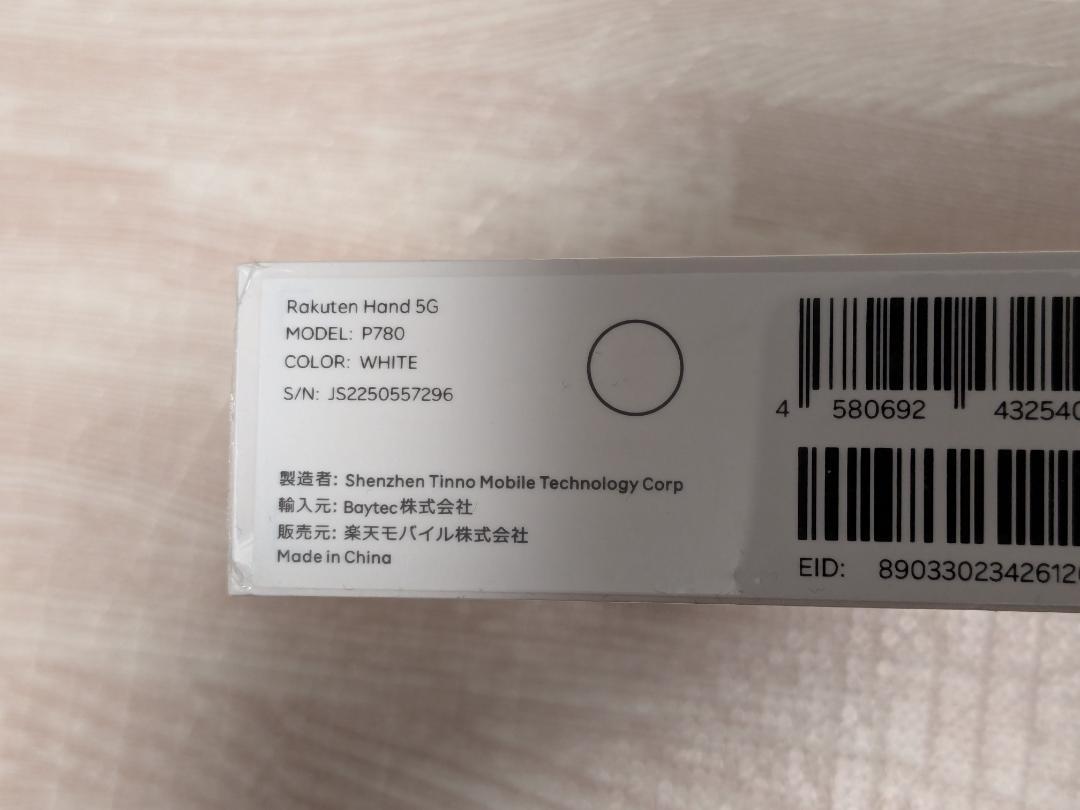 Rakuten Hand 5G
MODEL: P780
COLOR: WHITE
S/N: JS2250557296
製造者: Shenzhen Tinno Mobile Technology Corp
輸入元: Baytec株式会社
販売元: 楽天モバイル株式会社
Made in China
4 580692 432540
EID: 89033023426120